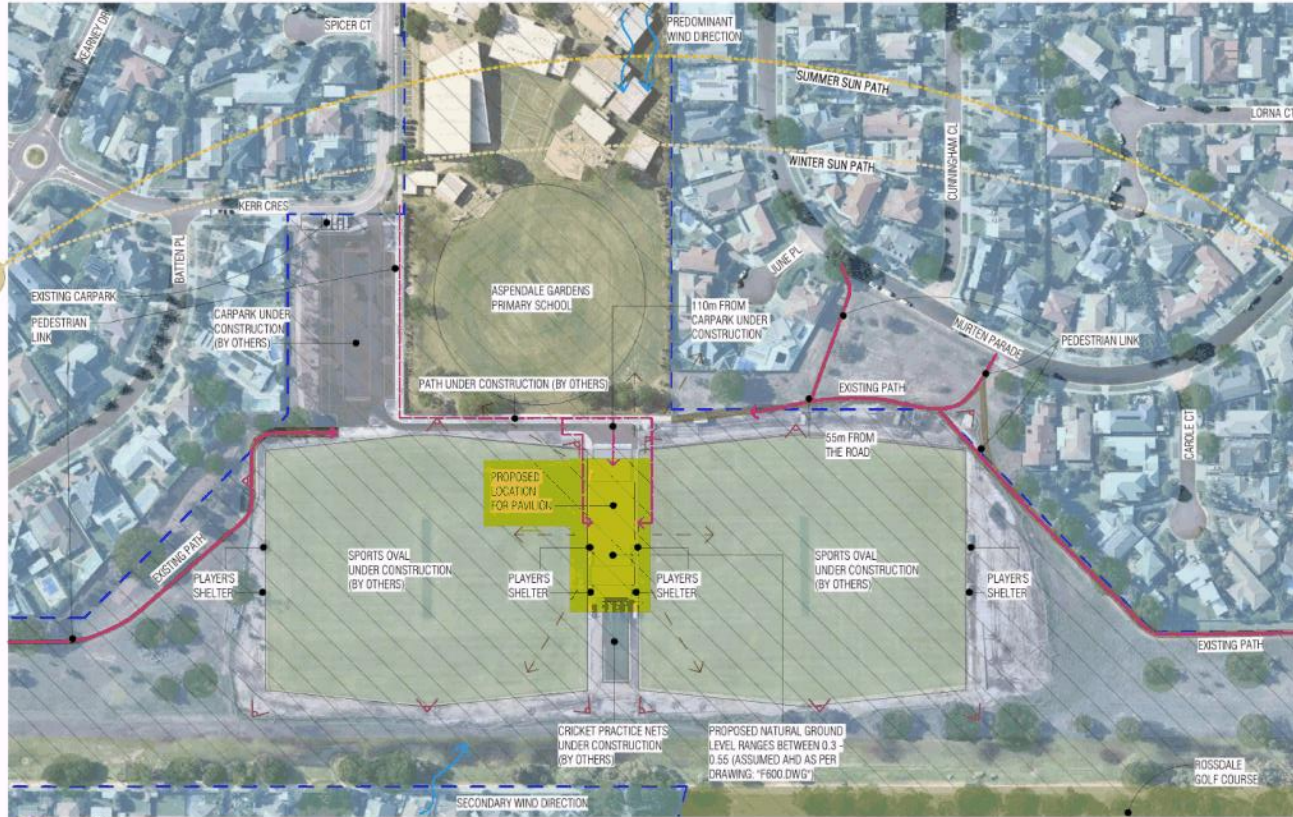 KEARNEY DR
SPICER CT
PREDOMINANT
WIND DIRECTION
SUMMER SUN PATH
LORNA CT
WINTER SUN PATH
CUNNINGHAM CL
KERR CRES
BATTEN PL
JUNE PL
EXISTING CARPARK
PEDESTRIAN
LINK
CARPARK UNDER
CONSTRUCTION
(BY OTHERS)
ASPENDALE GARDENS
PRIMARY SCHOOL
110m FROM
CARPARK UNDER
CONSTRUCTION
NURTEN PARADE
PEDESTRIAN LINK
PATH UNDER CONSTRUCTION (BY OTHERS)
EXISTING PATH
55m FROM
THE ROAD
CAROLE CT
PROPOSED
LOCATION
FOR PAVILION
EXISTING PATH
SPORTS OVAL
UNDER CONSTRUCTION
(BY OTHERS)
SPORTS OVAL
UNDER CONSTRUCTION
(BY OTHERS)
PLAYER'S
SHELTER
PLAYER'S
SHELTER
PLAYER'S
SHELTER
PLAYER'S
SHELTER
EXISTING PATH
CRICKET PRACTICE NETS
UNDER CONSTRUCTION
(BY OTHERS)
PROPOSED NATURAL GROUND
LEVEL RANGES BETWEEN 0.3 -
0.55 (ASSUMED AHD AS PER
DRAWING: "F600.DWG")
ROSSDALE
GOLF COURSE
SECONDARY WIND DIRECTION